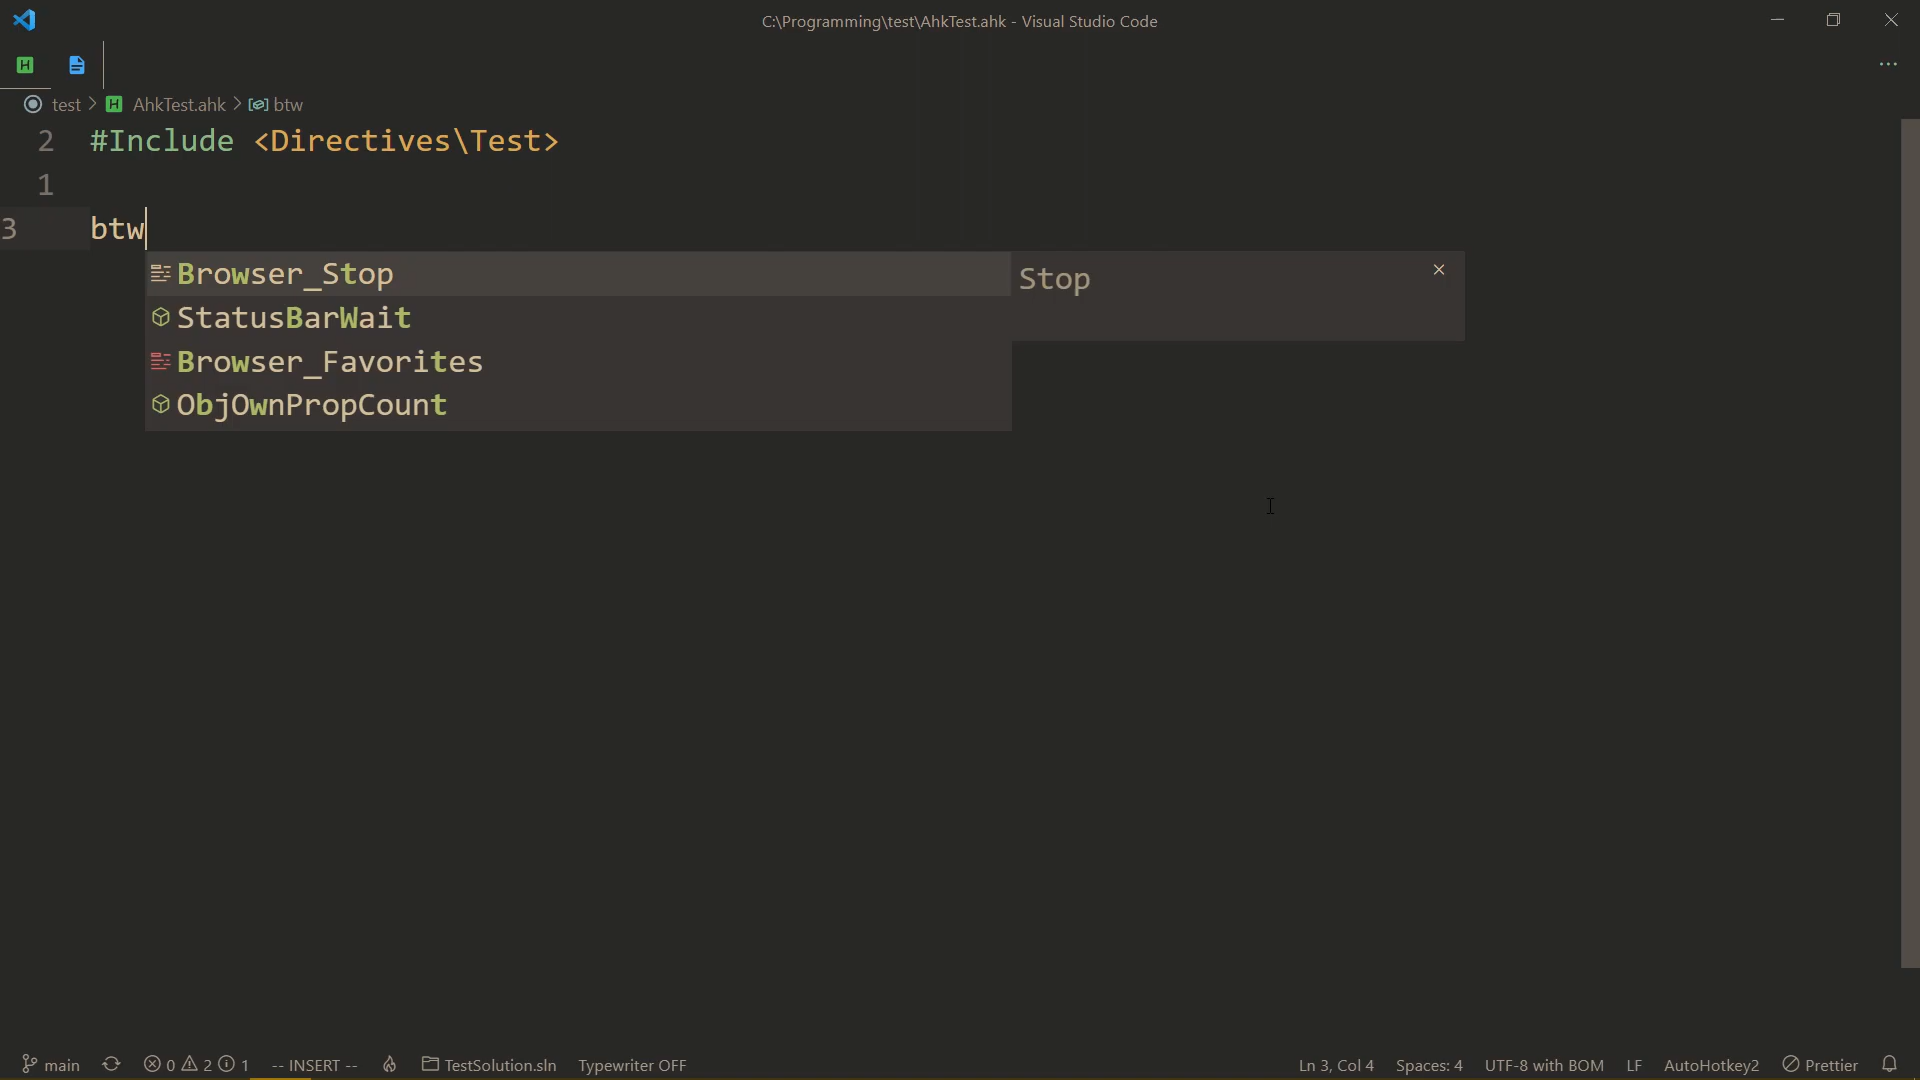 C:\Programming\test\AhkTest.ahk - Visual Studio Code
test > AhkTest.ahk > btw
2 #Include <Directives\Test>
1
3 btw
Browser_Stop Stop
StatusBarWait
Browser_Favorites
ObjOwnPropCount
main 0 2 1 -- INSERT -- TestSolution.sln Typewriter OFF Ln 3, Col 4 Spaces: 4 UTF-8 with BOM LF AutoHotkey2 Prettier